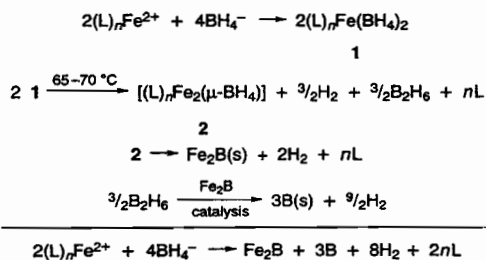 2(L)ₙFe²⁺ + 4BH₄⁻ ⟶ 2(L)ₙFe(BH₄)₂
1
2 1 65–70 °C ⟶ [(L)ₙFe₂(μ-BH₄)] + ³/₂H₂ + ³/₂B₂H₆ + nL
2
2 ⟶ Fe₂B(s) + 2H₂ + nL
³/₂B₂H₆ Fe₂B catalysis ⟶ 3B(s) + ⁹/₂H₂
2(L)ₙFe²⁺ + 4BH₄⁻ ⟶ Fe₂B + 3B + 8H₂ + 2nL